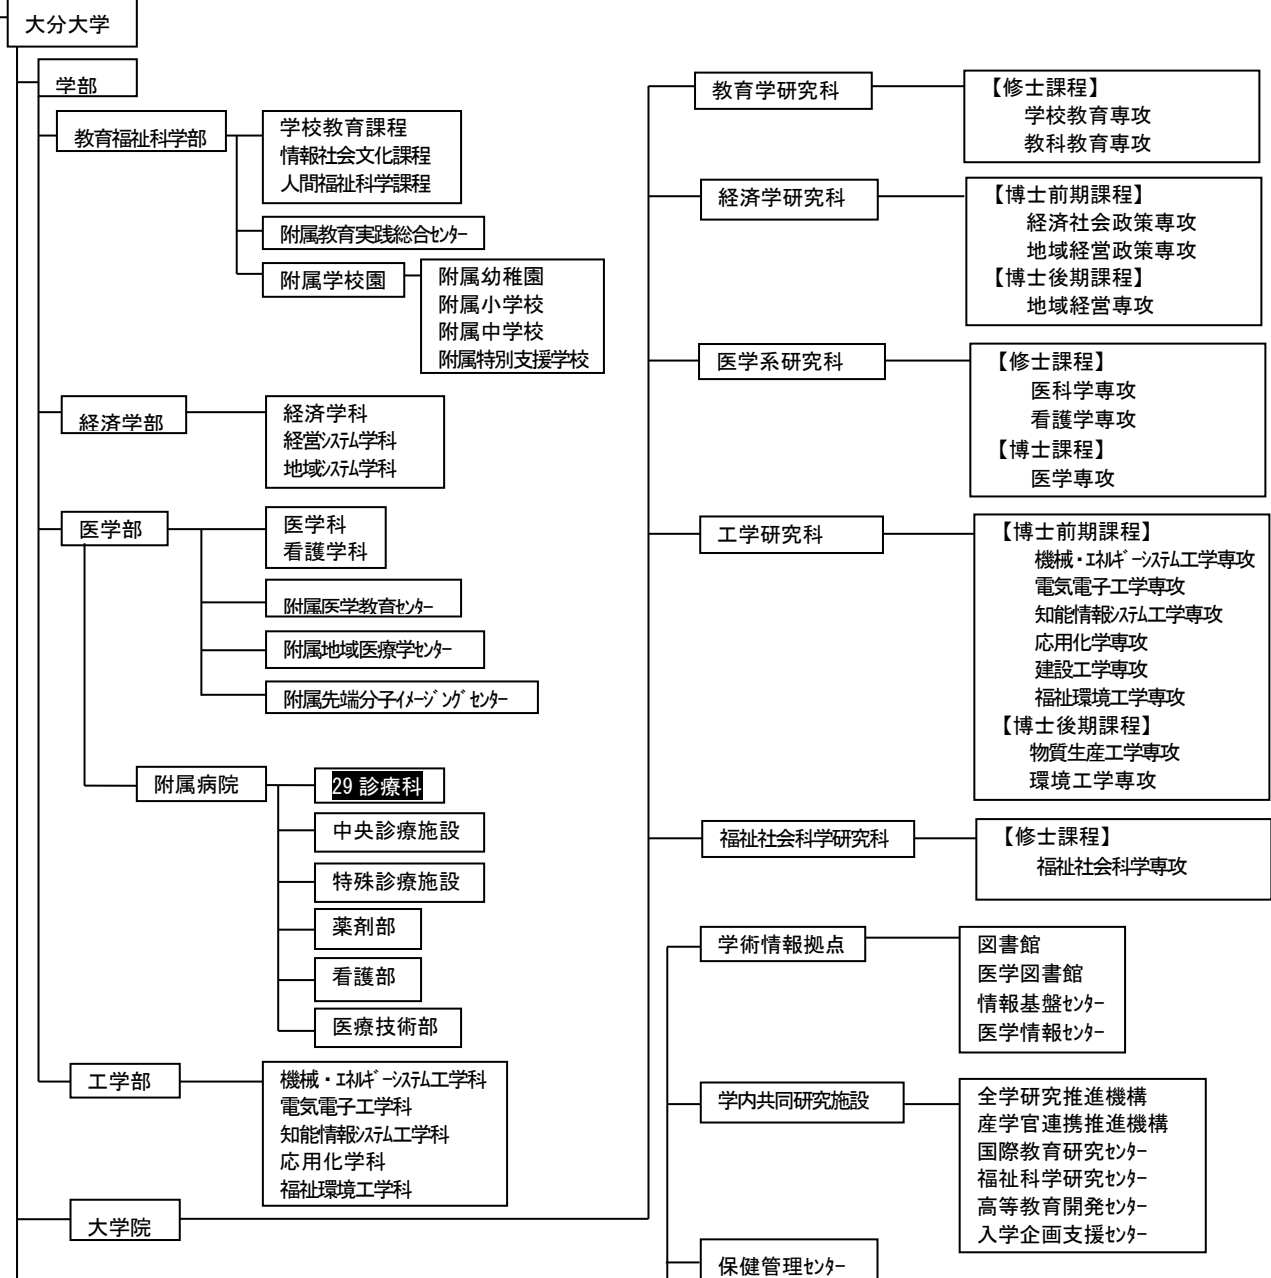 大分大学
学部
教育福祉科学部
学校教育課程
情報社会文化課程
人間福祉科学課程
附属教育実践総合ｾﾝﾀｰ
附属学校園
附属幼稚園
附属小学校
附属中学校
附属特別支援学校
経済学部
経済学科
経営ｼｽﾃﾑ学科
地域ｼｽﾃﾑ学科
医学部
医学科
看護学科
附属医学教育ｾﾝﾀｰ
附属地域医療学ｾﾝﾀｰ
附属先端分子ｲﾒｰｼﾞﾝｸﾞｾﾝﾀｰ
附属病院
29 診療科
中央診療施設
特殊診療施設
薬剤部
看護部
医療技術部
工学部
機械・ｴﾈﾙｷﾞｰｼｽﾃﾑ工学科
電気電子工学科
知能情報ｼｽﾃﾑ工学科
応用化学科
福祉環境工学科
大学院
教育学研究科
【修士課程】
学校教育専攻
教科教育専攻
経済学研究科
【博士前期課程】
経済社会政策専攻
地域経営政策専攻
【博士後期課程】
地域経営専攻
医学系研究科
【修士課程】
医科学専攻
看護学専攻
【博士課程】
医学専攻
工学研究科
【博士前期課程】
機械・ｴﾈﾙｷﾞｰｼｽﾃﾑ工学専攻
電気電子工学専攻
知能情報ｼｽﾃﾑ工学専攻
応用化学専攻
建設工学専攻
福祉環境工学専攻
【博士後期課程】
物質生産工学専攻
環境工学専攻
福祉社会科学研究科
【修士課程】
福祉社会科学専攻
学術情報拠点
図書館
医学図書館
情報基盤ｾﾝﾀｰ
医学情報ｾﾝﾀｰ
学内共同研究施設
全学研究推進機構
産学官連携推進機構
国際教育研究ｾﾝﾀｰ
福祉科学研究ｾﾝﾀｰ
高等教育開発ｾﾝﾀｰ
入学企画支援ｾﾝﾀｰ
保健管理ｾﾝﾀｰ